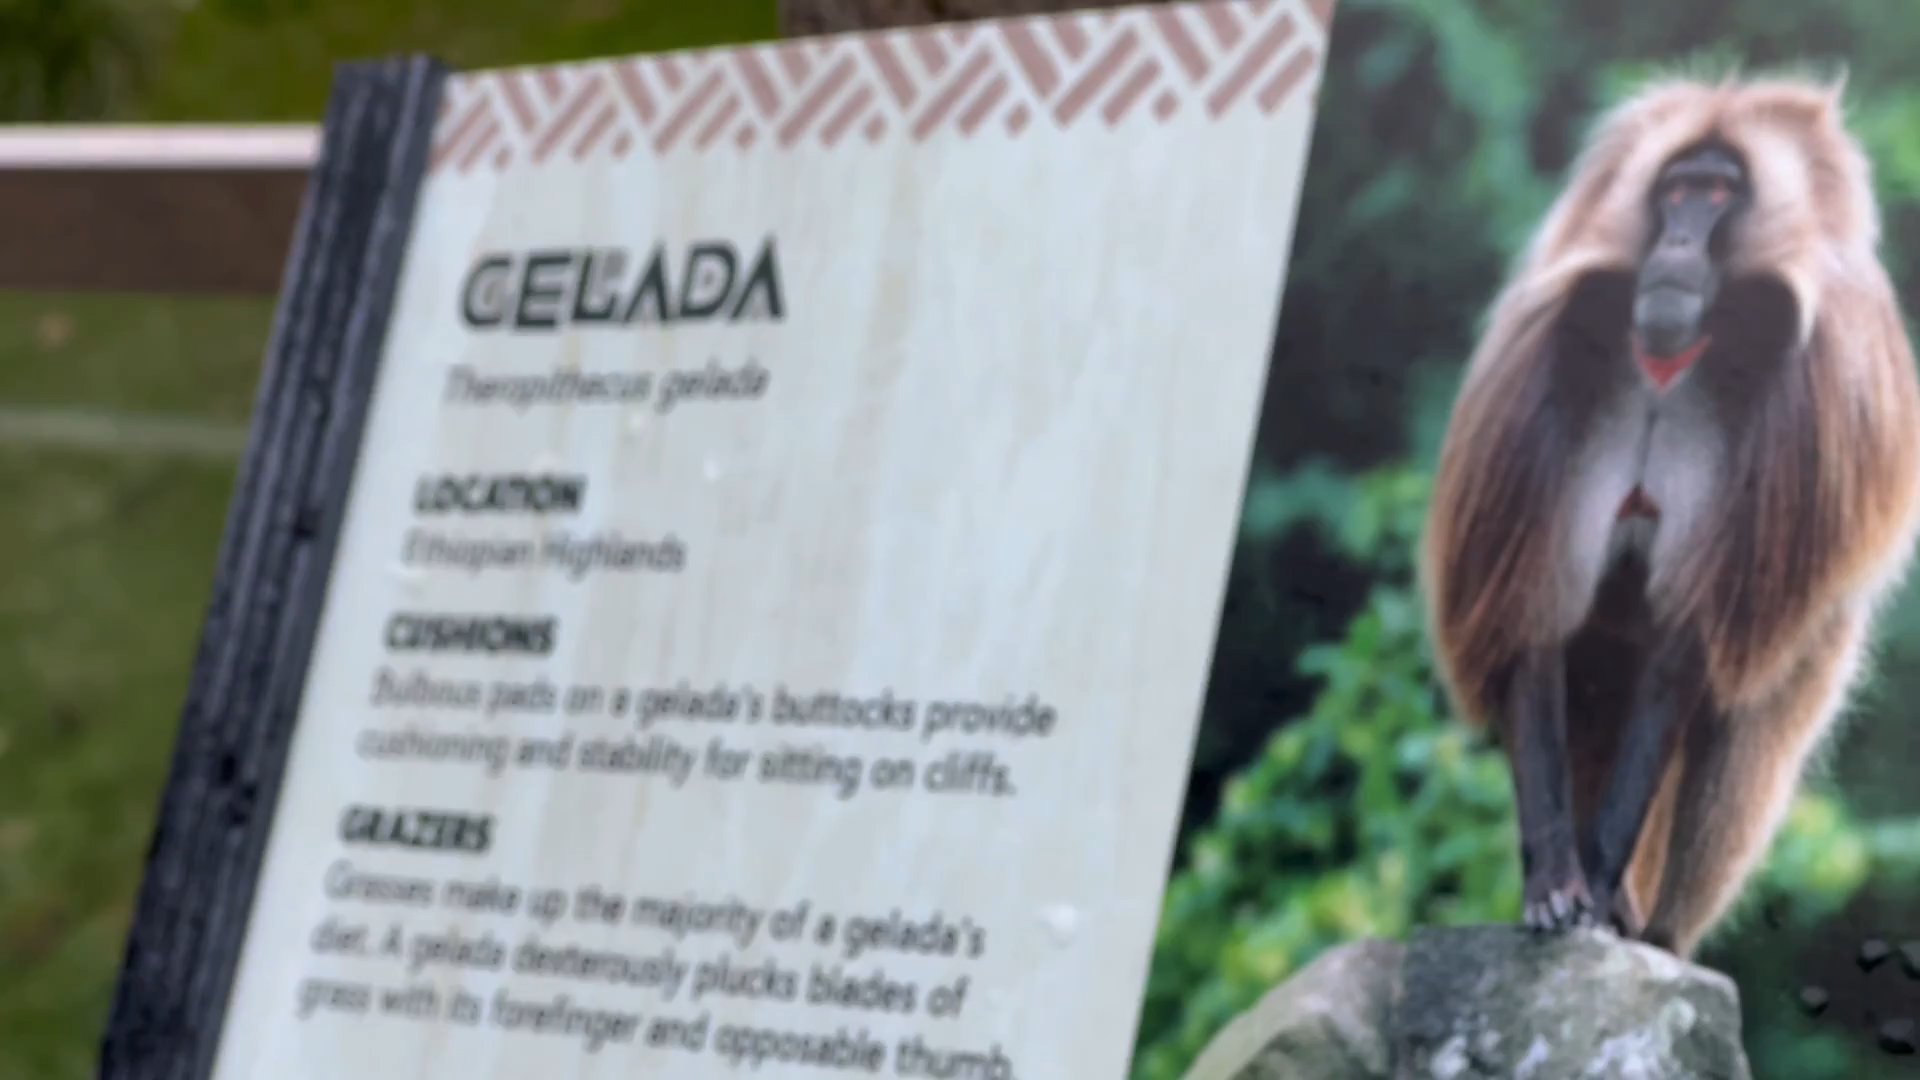 GELADA
Theropithecus gelada
LOCATION
Ethiopian Highlands
CUSHIONS
Bulbous pads on a gelada's buttocks provide
cushioning and stability for sitting on cliffs.
GRAZERS
Grasses make up the majority of a gelada's
diet. A gelada dexterously plucks blades of
grass with its forefinger and opposable thumb.